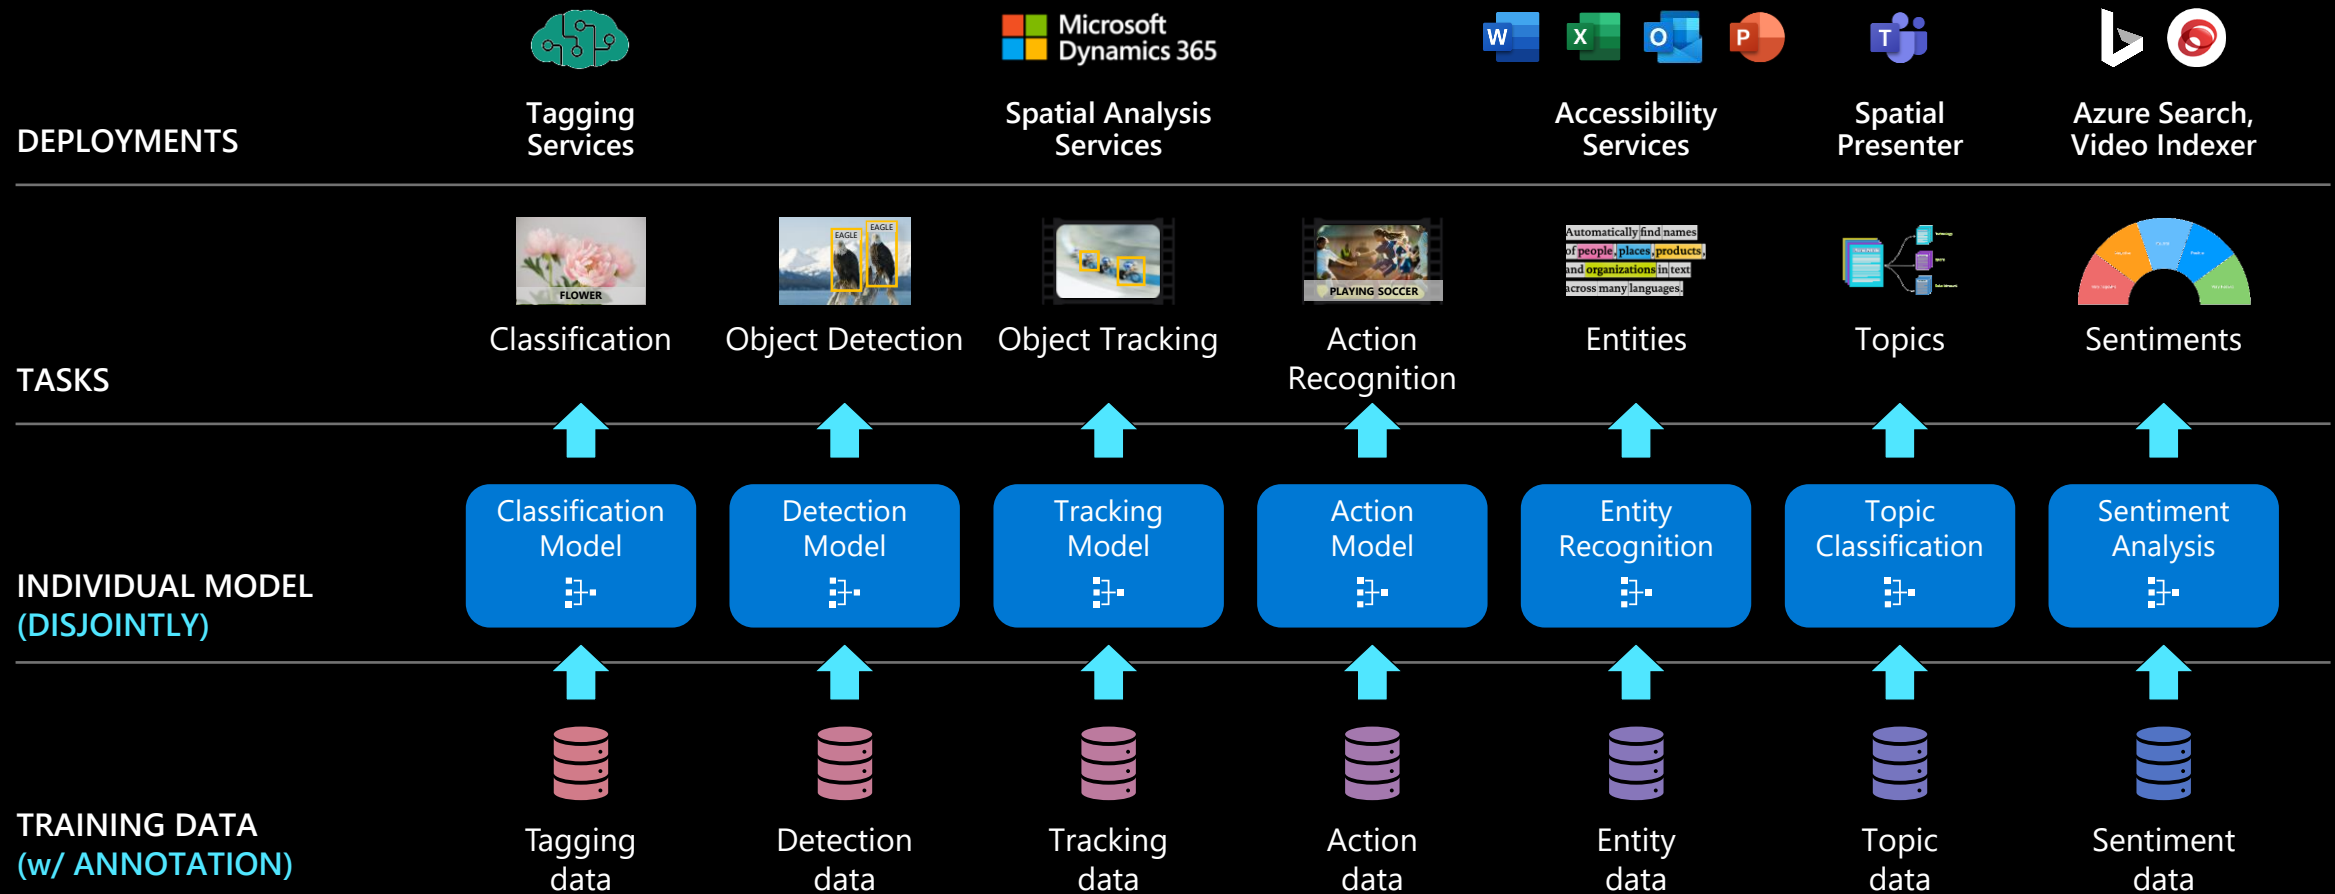 Microsoft
Dynamics 365
W
X
O
P
T
Tagging
Services
Spatial Analysis
Services
Accessibility
Services
Spatial
Presenter
Azure Search,
Video Indexer
DEPLOYMENTS
FLOWER
EAGLE
EAGLE
PLAYING SOCCER
Automatically find names
of people, places, products,
and organizations in text
across many languages.
Classification
Object Detection
Object Tracking
Action
Recognition
Entities
Topics
Sentiments
TASKS
Classification
Model
Detection
Model
Tracking
Model
Action
Model
Entity
Recognition
Topic
Classification
Sentiment
Analysis
INDIVIDUAL MODEL
(DISJOINTLY)
TRAINING DATA
(w/ ANNOTATION)
Tagging
data
Detection
data
Tracking
data
Action
data
Entity
data
Topic
data
Sentiment
data